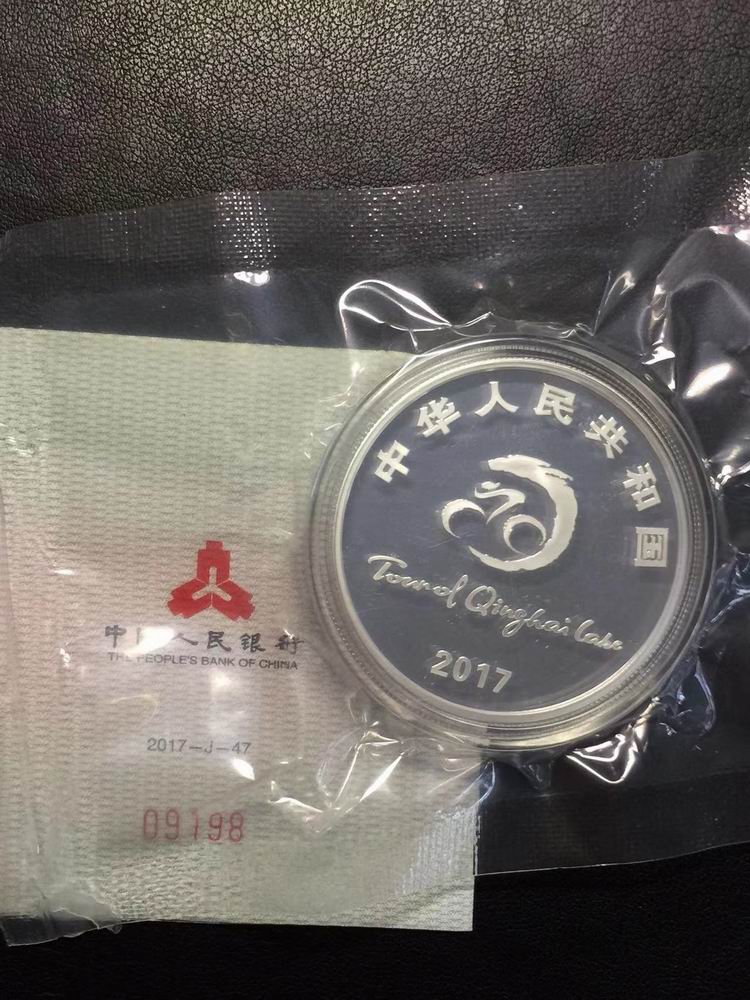 中华人民共和国
Tour of Qinghai Lake
2017
中国人民银行
THE PEOPLE'S BANK OF CHINA
2017-J-47
09198